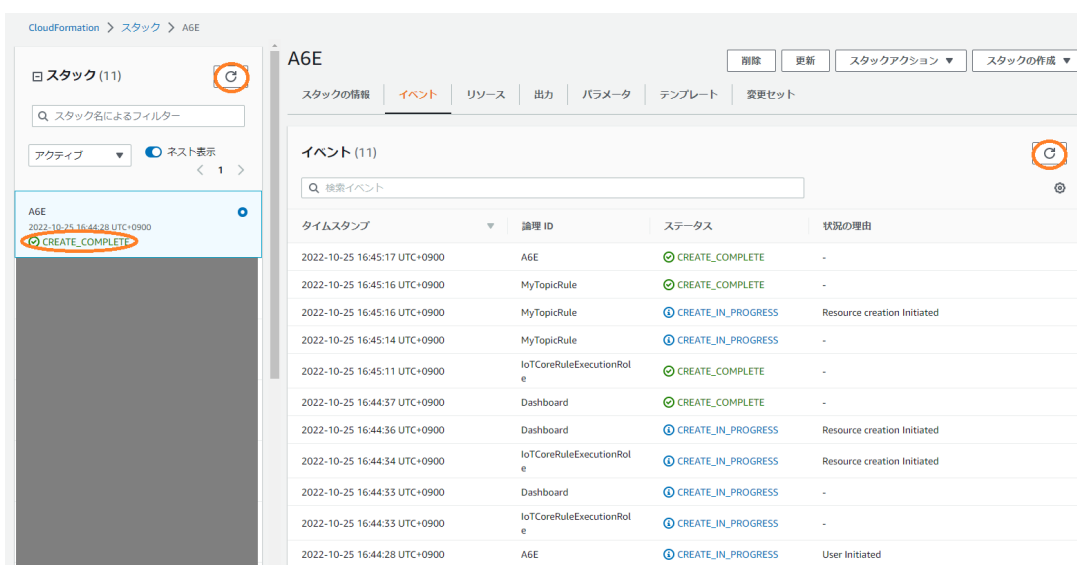 CloudFormation > スタック > A6E
スタック (11)
スタック名によるフィルター
アクティブ ▼ ネスト表示
< 1 >
A6E
2022-10-25 16:44:28 UTC+0900
CREATE_COMPLETE
A6E
削除 更新 スタックアクション ▼ スタックの作成 ▼
スタックの情報 イベント リソース 出力 パラメータ テンプレート 変更セット
イベント (11)
検索イベント
タイムスタンプ ▼ 論理 ID ステータス 状況の理由
2022-10-25 16:45:17 UTC+0900 A6E CREATE_COMPLETE -
2022-10-25 16:45:16 UTC+0900 MyTopicRule CREATE_COMPLETE -
2022-10-25 16:45:16 UTC+0900 MyTopicRule CREATE_IN_PROGRESS Resource creation Initiated
2022-10-25 16:45:14 UTC+0900 MyTopicRule CREATE_IN_PROGRESS -
2022-10-25 16:45:11 UTC+0900 IoTCoreRuleExecutionRol CREATE_COMPLETE -
e
2022-10-25 16:44:37 UTC+0900 Dashboard CREATE_COMPLETE -
2022-10-25 16:44:36 UTC+0900 Dashboard CREATE_IN_PROGRESS Resource creation Initiated
2022-10-25 16:44:34 UTC+0900 IoTCoreRuleExecutionRol CREATE_IN_PROGRESS Resource creation Initiated
e
2022-10-25 16:44:33 UTC+0900 Dashboard CREATE_IN_PROGRESS -
2022-10-25 16:44:33 UTC+0900 IoTCoreRuleExecutionRol CREATE_IN_PROGRESS -
e
2022-10-25 16:44:28 UTC+0900 A6E CREATE_IN_PROGRESS User Initiated